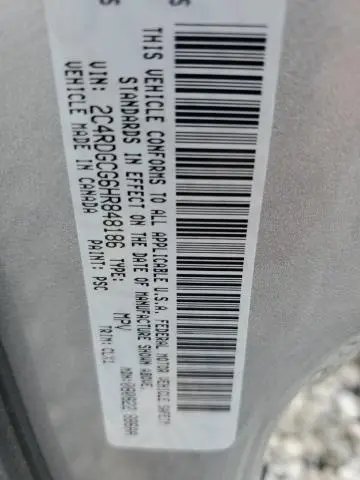 THIS VEHICLE CONFORMS TO ALL APPLICABLE U.S.A. FEDERAL MOTOR VEHICLE SAFETY
STANDARDS IN EFFECT ON THE DATE OF MANUFACTURE SHOWN ABOVE.
VIN: 2C4RDGCG6HR848186 TYPE: MPV
VEHICLE MADE IN CANADA PAINT: PSC TRIM: